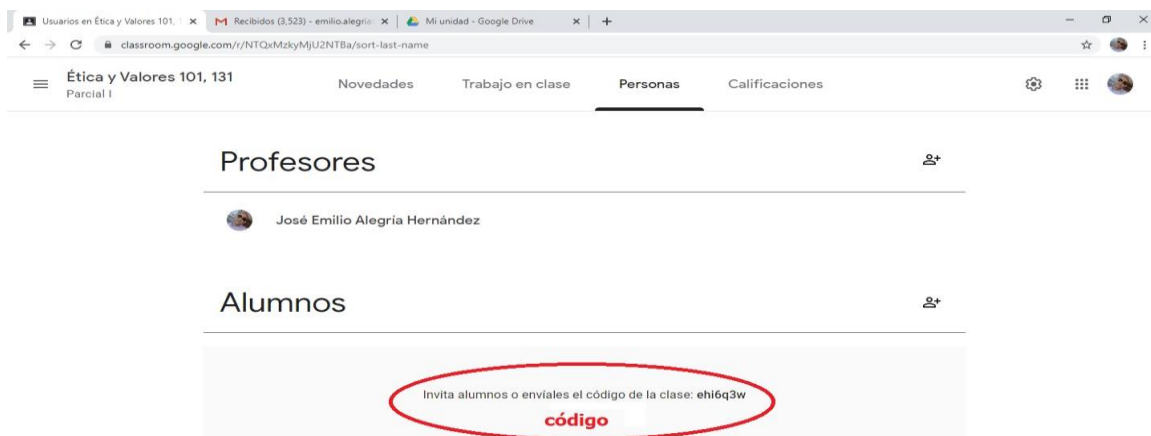 Usuarios en Ética y Valores 101, 1
Recibidos (3,523) - emilio.alegria
Mi unidad - Google Drive
classroom.google.com/r/NTQxMzkyMjU2NTBa/sort-last-name
Ética y Valores 101, 131
Parcial I
Novedades
Trabajo en clase
Personas
Calificaciones
Profesores
José Emilio Alegría Hernández
Alumnos
Invita alumnos o envíales el código de la clase: ehi6q3w
código